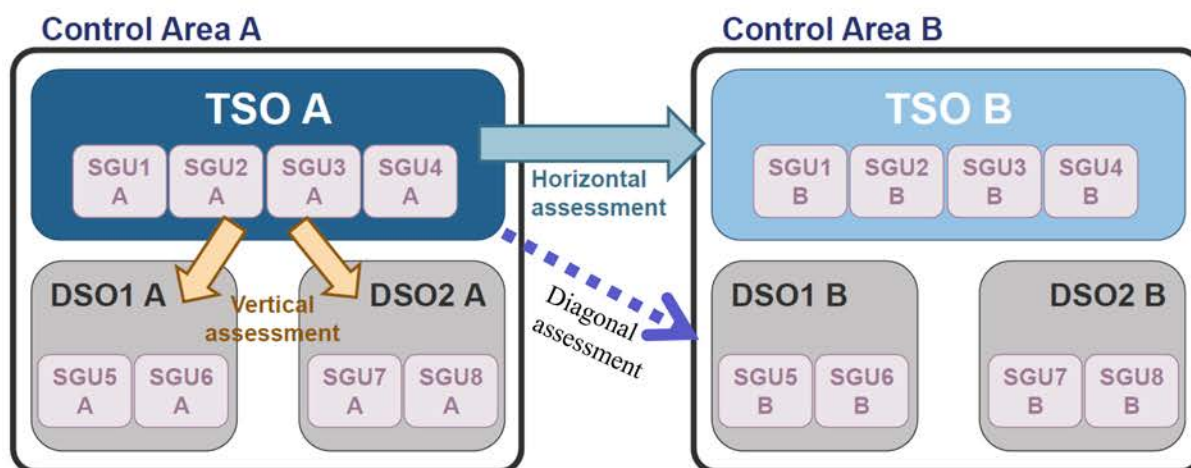 Control Area A
Control Area B
TSO A
SGU1
A
SGU2
A
SGU3
A
SGU4
A
Horizontal
assessment
TSO B
SGU1
B
SGU2
B
SGU3
B
SGU4
B
DSO1 A
Vertical
assessment
DSO2 A
SGU5
A
SGU6
A
SGU7
A
SGU8
A
Diagonal
assessment
DSO1 B
DSO2 B
SGU5
B
SGU6
B
SGU7
B
SGU8
B